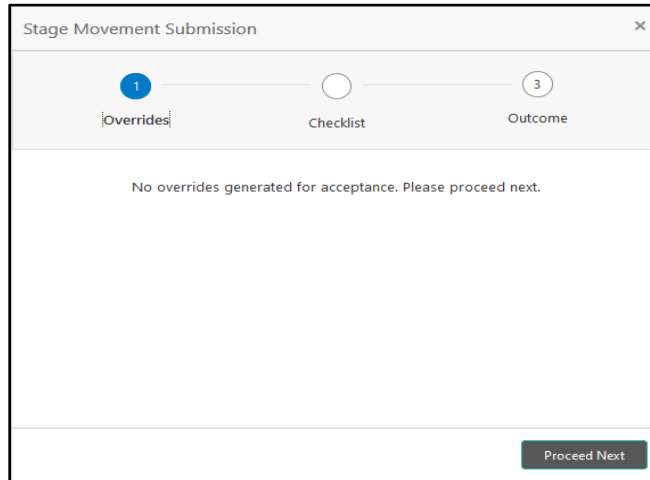 Stage Movement Submission ×
1 3
Overrides Checklist Outcome
No overrides generated for acceptance. Please proceed next.
Proceed Next